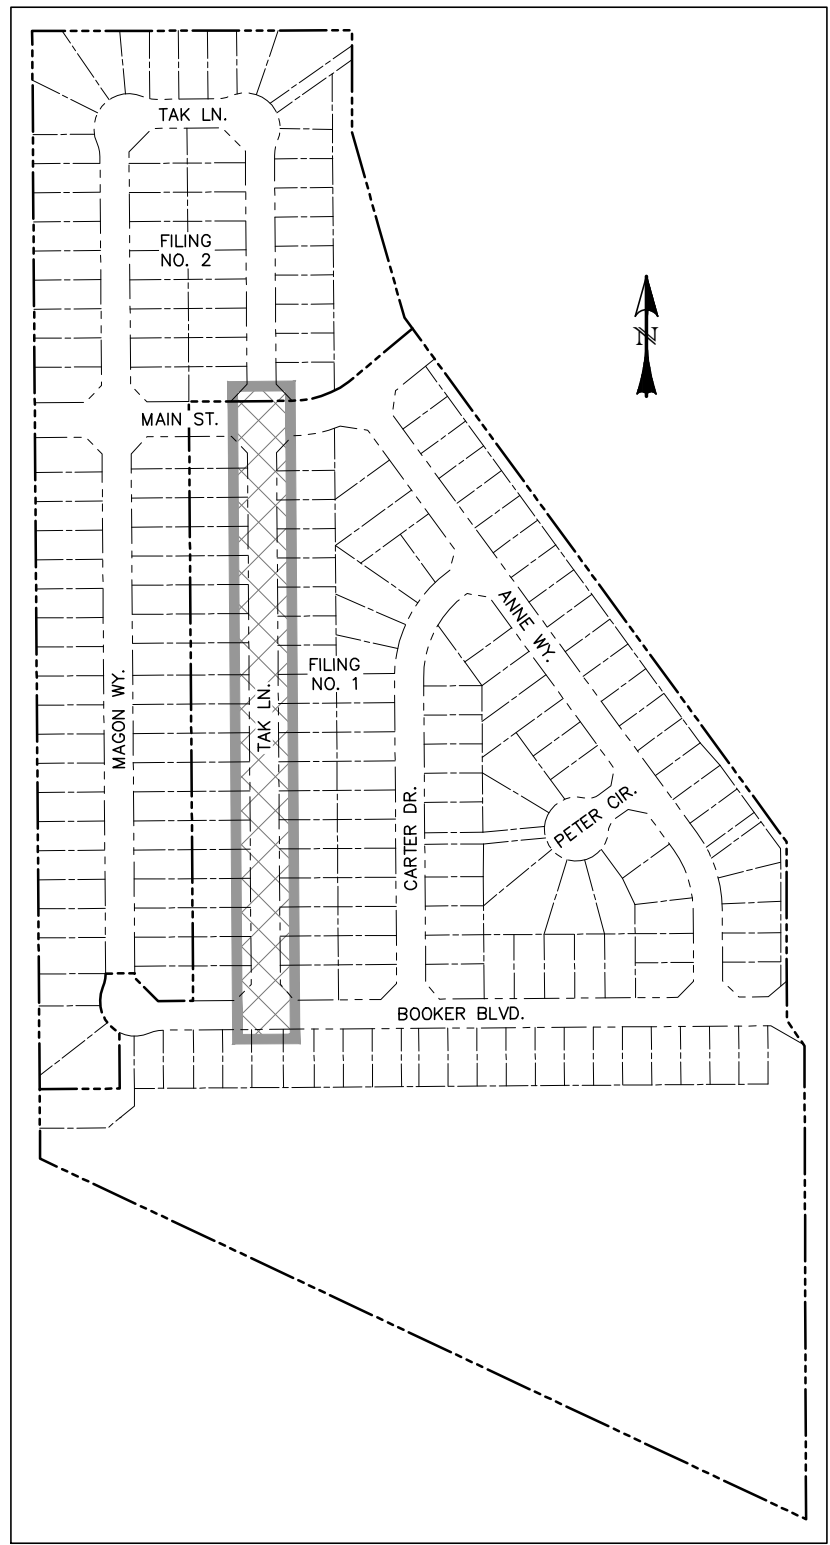 TAK LN.
FILING
NO. 2
N
MAIN ST.
ANNE WY.
FILING
NO. 1
MAGON WY.
TAK LN.
PETER CIR.
CARTER DR.
BOOKER BLVD.